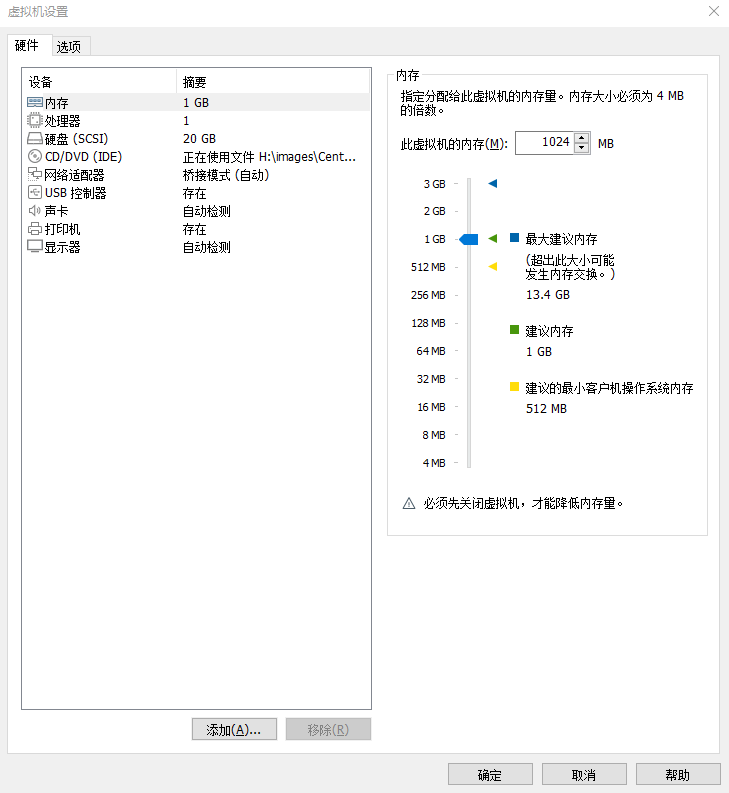 虚拟机设置
硬件 选项
设备 摘要
内存 1 GB
处理器 1
硬盘 (SCSI) 20 GB
CD/DVD (IDE) 正在使用文件 H:\images\Cent...
网络适配器 桥接模式 (自动)
USB 控制器 存在
声卡 自动检测
打印机 存在
显示器 自动检测
添加(A)... 移除(R)
内存
指定分配给此虚拟机的内存量。内存大小必须为 4 MB
的倍数。
此虚拟机的内存(M): 1024 MB
3 GB
2 GB
1 GB
512 MB
256 MB
128 MB
64 MB
32 MB
16 MB
8 MB
4 MB
最大建议内存
(超出此大小可能
发生内存交换。)
13.4 GB
建议内存
1 GB
建议的最小客户机操作系统内存
512 MB
必须先关闭虚拟机，才能降低内存量。
确定 取消 帮助